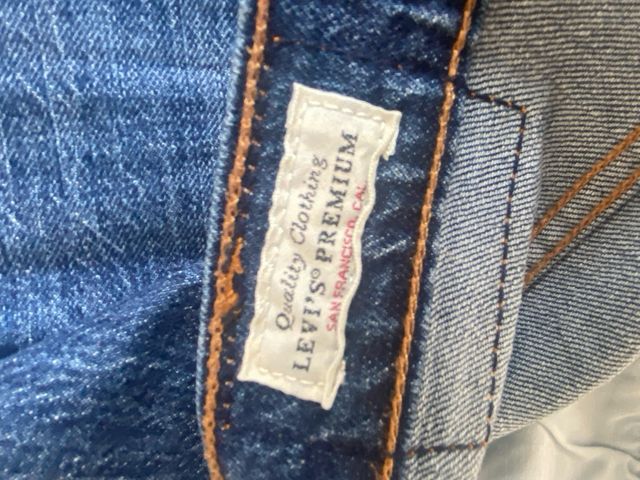 Quality Clothing
LEVI'S® PREMIUM
SAN FRANCISCO, CAL